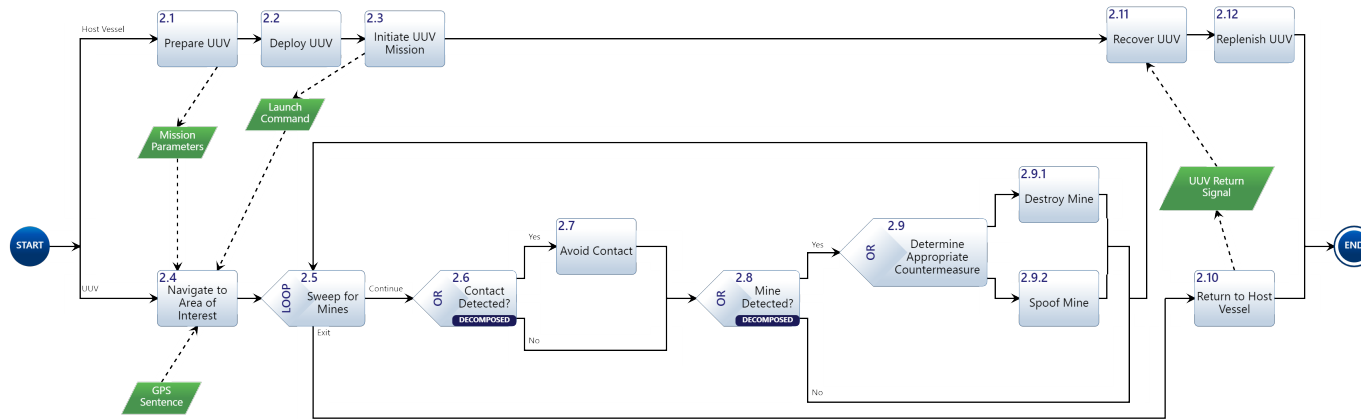 Host Vessel
2.1
Prepare UUV
2.2
Deploy UUV
2.3
Initiate UUV
Mission
2.11
Recover UUV
2.12
Replenish UUV
Launch
Command
Mission
Parameters
START
UUV
2.4
Navigate to
Area of
Interest
GPS
Sentence
LOOP
2.5
Sweep for
Mines
Continue
Exit
OR
2.6
Contact
Detected?
DECOMPOSED
Yes
No
2.7
Avoid Contact
OR
2.8
Mine
Detected?
DECOMPOSED
Yes
No
OR
2.9
Determine
Appropriate
Countermeasure
2.9.1
Destroy Mine
2.9.2
Spoof Mine
UUV Return
Signal
2.10
Return to Host
Vessel
END